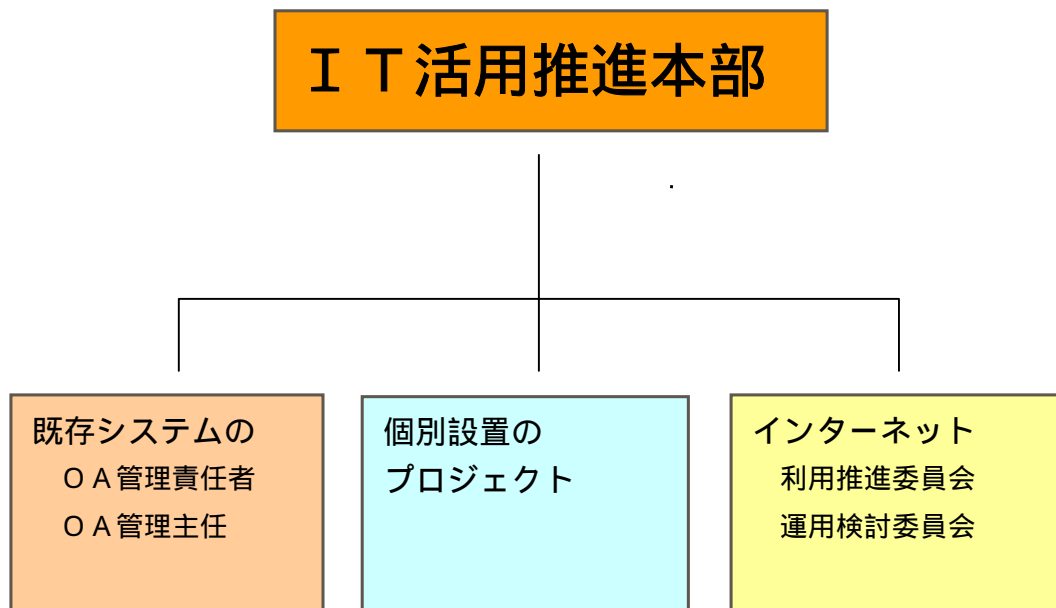 ＩＴ活用推進本部
既存システムの
ＯＡ管理責任者
ＯＡ管理主任
個別設置の
プロジェクト
インターネット
利用推進委員会
運用検討委員会